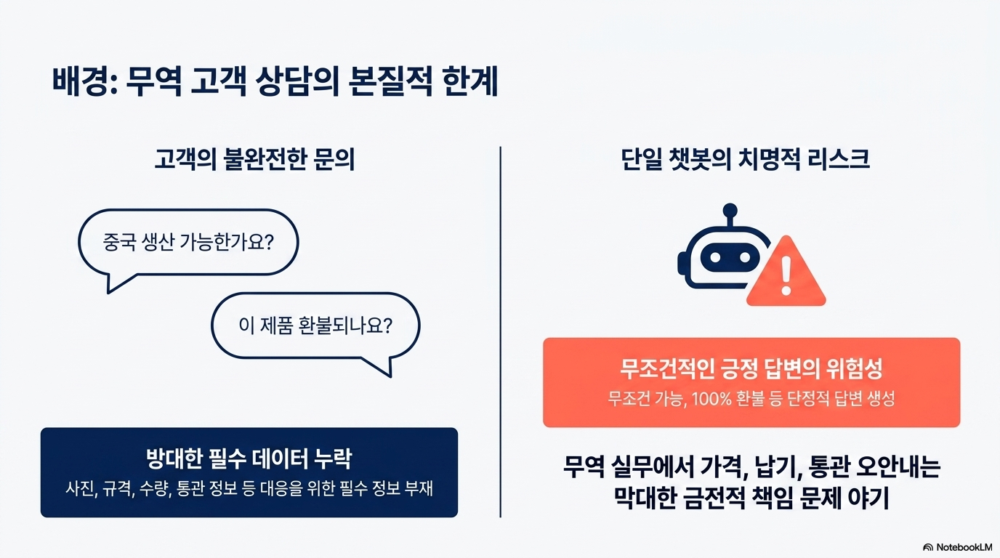 배경: 무역 고객 상담의 본질적 한계
고객의 불완전한 문의
중국 생산 가능한가요?
이 제품 환불되나요?
방대한 필수 데이터 누락
사진, 규격, 수량, 통관 정보 등 대응을 위한 필수 정보 부재
단일 챗봇의 치명적 리스크
무조건적인 긍정 답변의 위험성
무조건 가능, 100% 환불 등 단정적 답변 생성
무역 실무에서 가격, 납기, 통관 오안내는
막대한 금전적 책임 문제 야기
NotebookLM